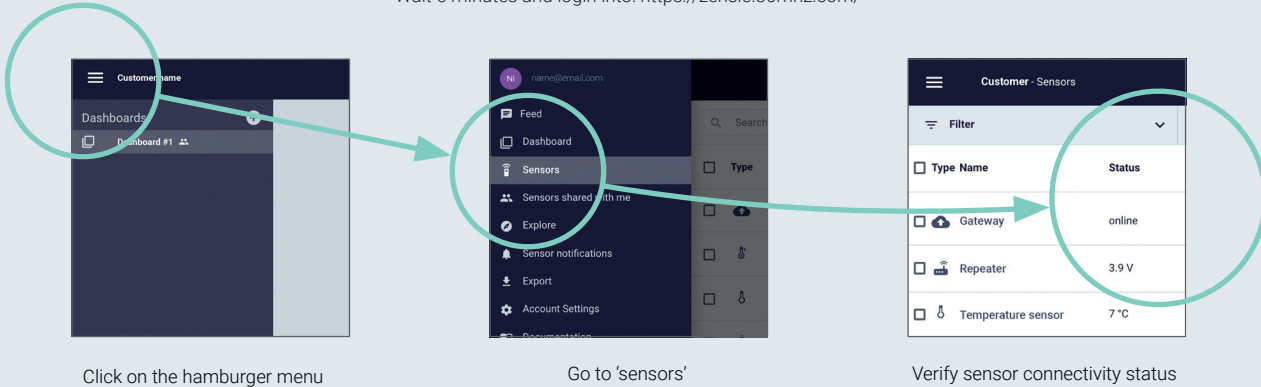 Customer name
Dashboards
Dashboard #1
Click on the hamburger menu
NI name@email.com
Feed
Dashboard
Sensors
Sensors shared with me
Explore
Sensor notifications
Export
Account Settings
Documentation
Search
Type
Go to ‘sensors’
Customer - Sensors
Filter
Type Name Status
Gateway online
Repeater 3.9 V
Temperature sensor 7 °C
Verify sensor connectivity status